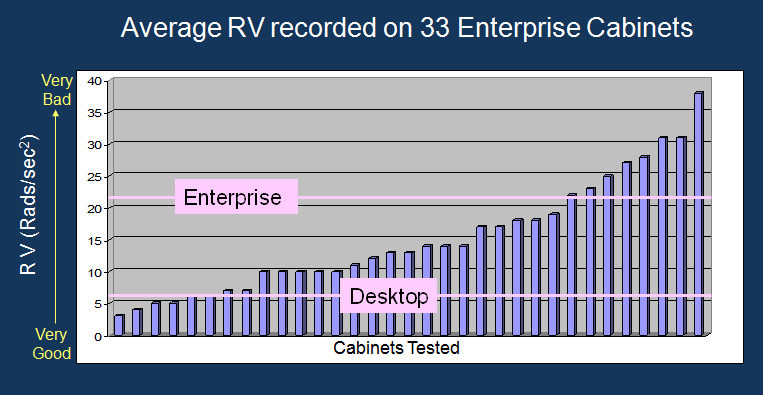 Average RV recorded on 33 Enterprise Cabinets
Very
Bad
R V (Rads/sec²)
Very
Good
40
35
30
25
20
15
10
5
0
Enterprise
Desktop
Cabinets Tested